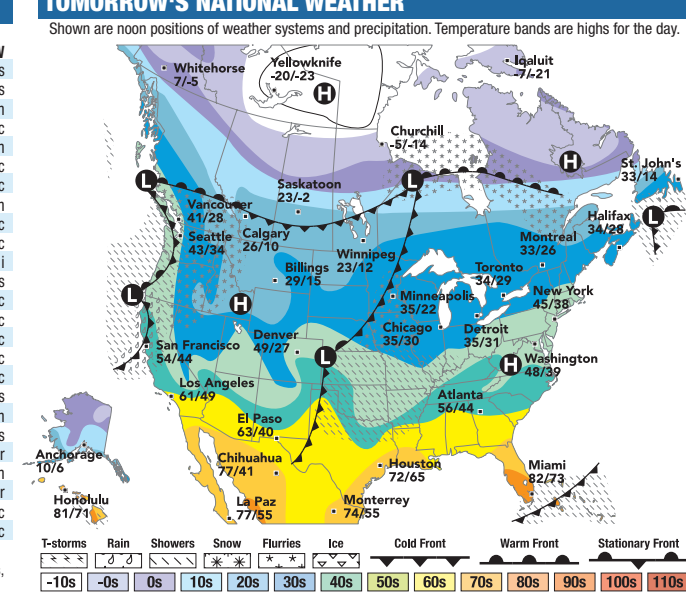 TOMORROW'S NATIONAL WEATHER
Shown are noon positions of weather systems and precipitation. Temperature bands are highs for the day.
Whitehorse
7/-5
Yellowknife
-20/-23
Iqaluit
-7/-21
H
Churchill
-5/-14
H
St. John's
33/14
L
L
Saskatoon
23/-2
Vancouver
41/28
Halifax
34/28
L
Seattle
43/34
Calgary
26/10
Winnipeg
23/12
Montreal
33/26
Billings
29/15
Toronto
34/29
L
H
Minneapolis
35/22
New York
45/38
Chicago
35/30
Detroit
35/31
San Francisco
54/44
Denver
49/27
L
H
Washington
48/39
Los Angeles
61/49
Atlanta
56/44
El Paso
63/40
Anchorage
10/6
Chihuahua
77/41
Houston
72/65
Miami
82/73
Honolulu
81/71
La Paz
77/55
Monterrey
74/55
T-storms Rain Showers Snow Flurries Ice Cold Front Warm Front Stationary Front
-10s -0s 0s 10s 20s 30s 40s 50s 60s 70s 80s 90s 100s 110s